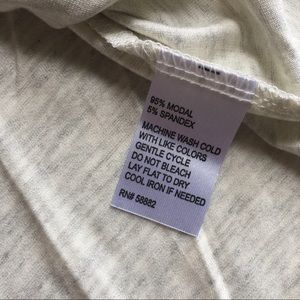 95% MODAL
5% SPANDEX
MACHINE WASH COLD
WITH LIKE COLORS
GENTLE CYCLE
DO NOT BLEACH
LAY FLAT TO DRY
COOL IRON IF NEEDED
RN# 58882